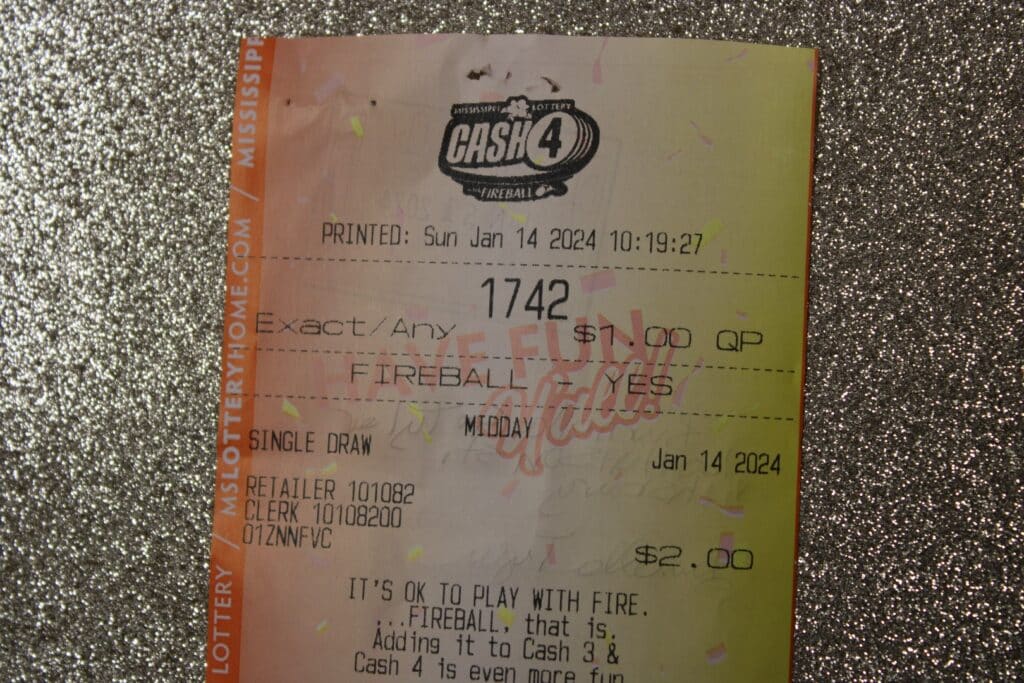 MISSISSIPPI LOTTERY
CASH 4
FIREBALL
PRINTED: Sun Jan 14 2024 10:19:27
1742
Exact/Any $1.00 QP
HAVE FUN
FIREBALL - YES
Y'all!
MIDDAY
SINGLE DRAW
Jan 14 2024
RETAILER 101082
CLERK 10108200
01ZNNFVC
$2.00
IT'S OK TO PLAY WITH FIRE.
...FIREBALL, that is.
Adding it to Cash 3 &
Cash 4 is even more fun
LOTTERY / MSLOTTERYHOME.COM / MISSISSIPP